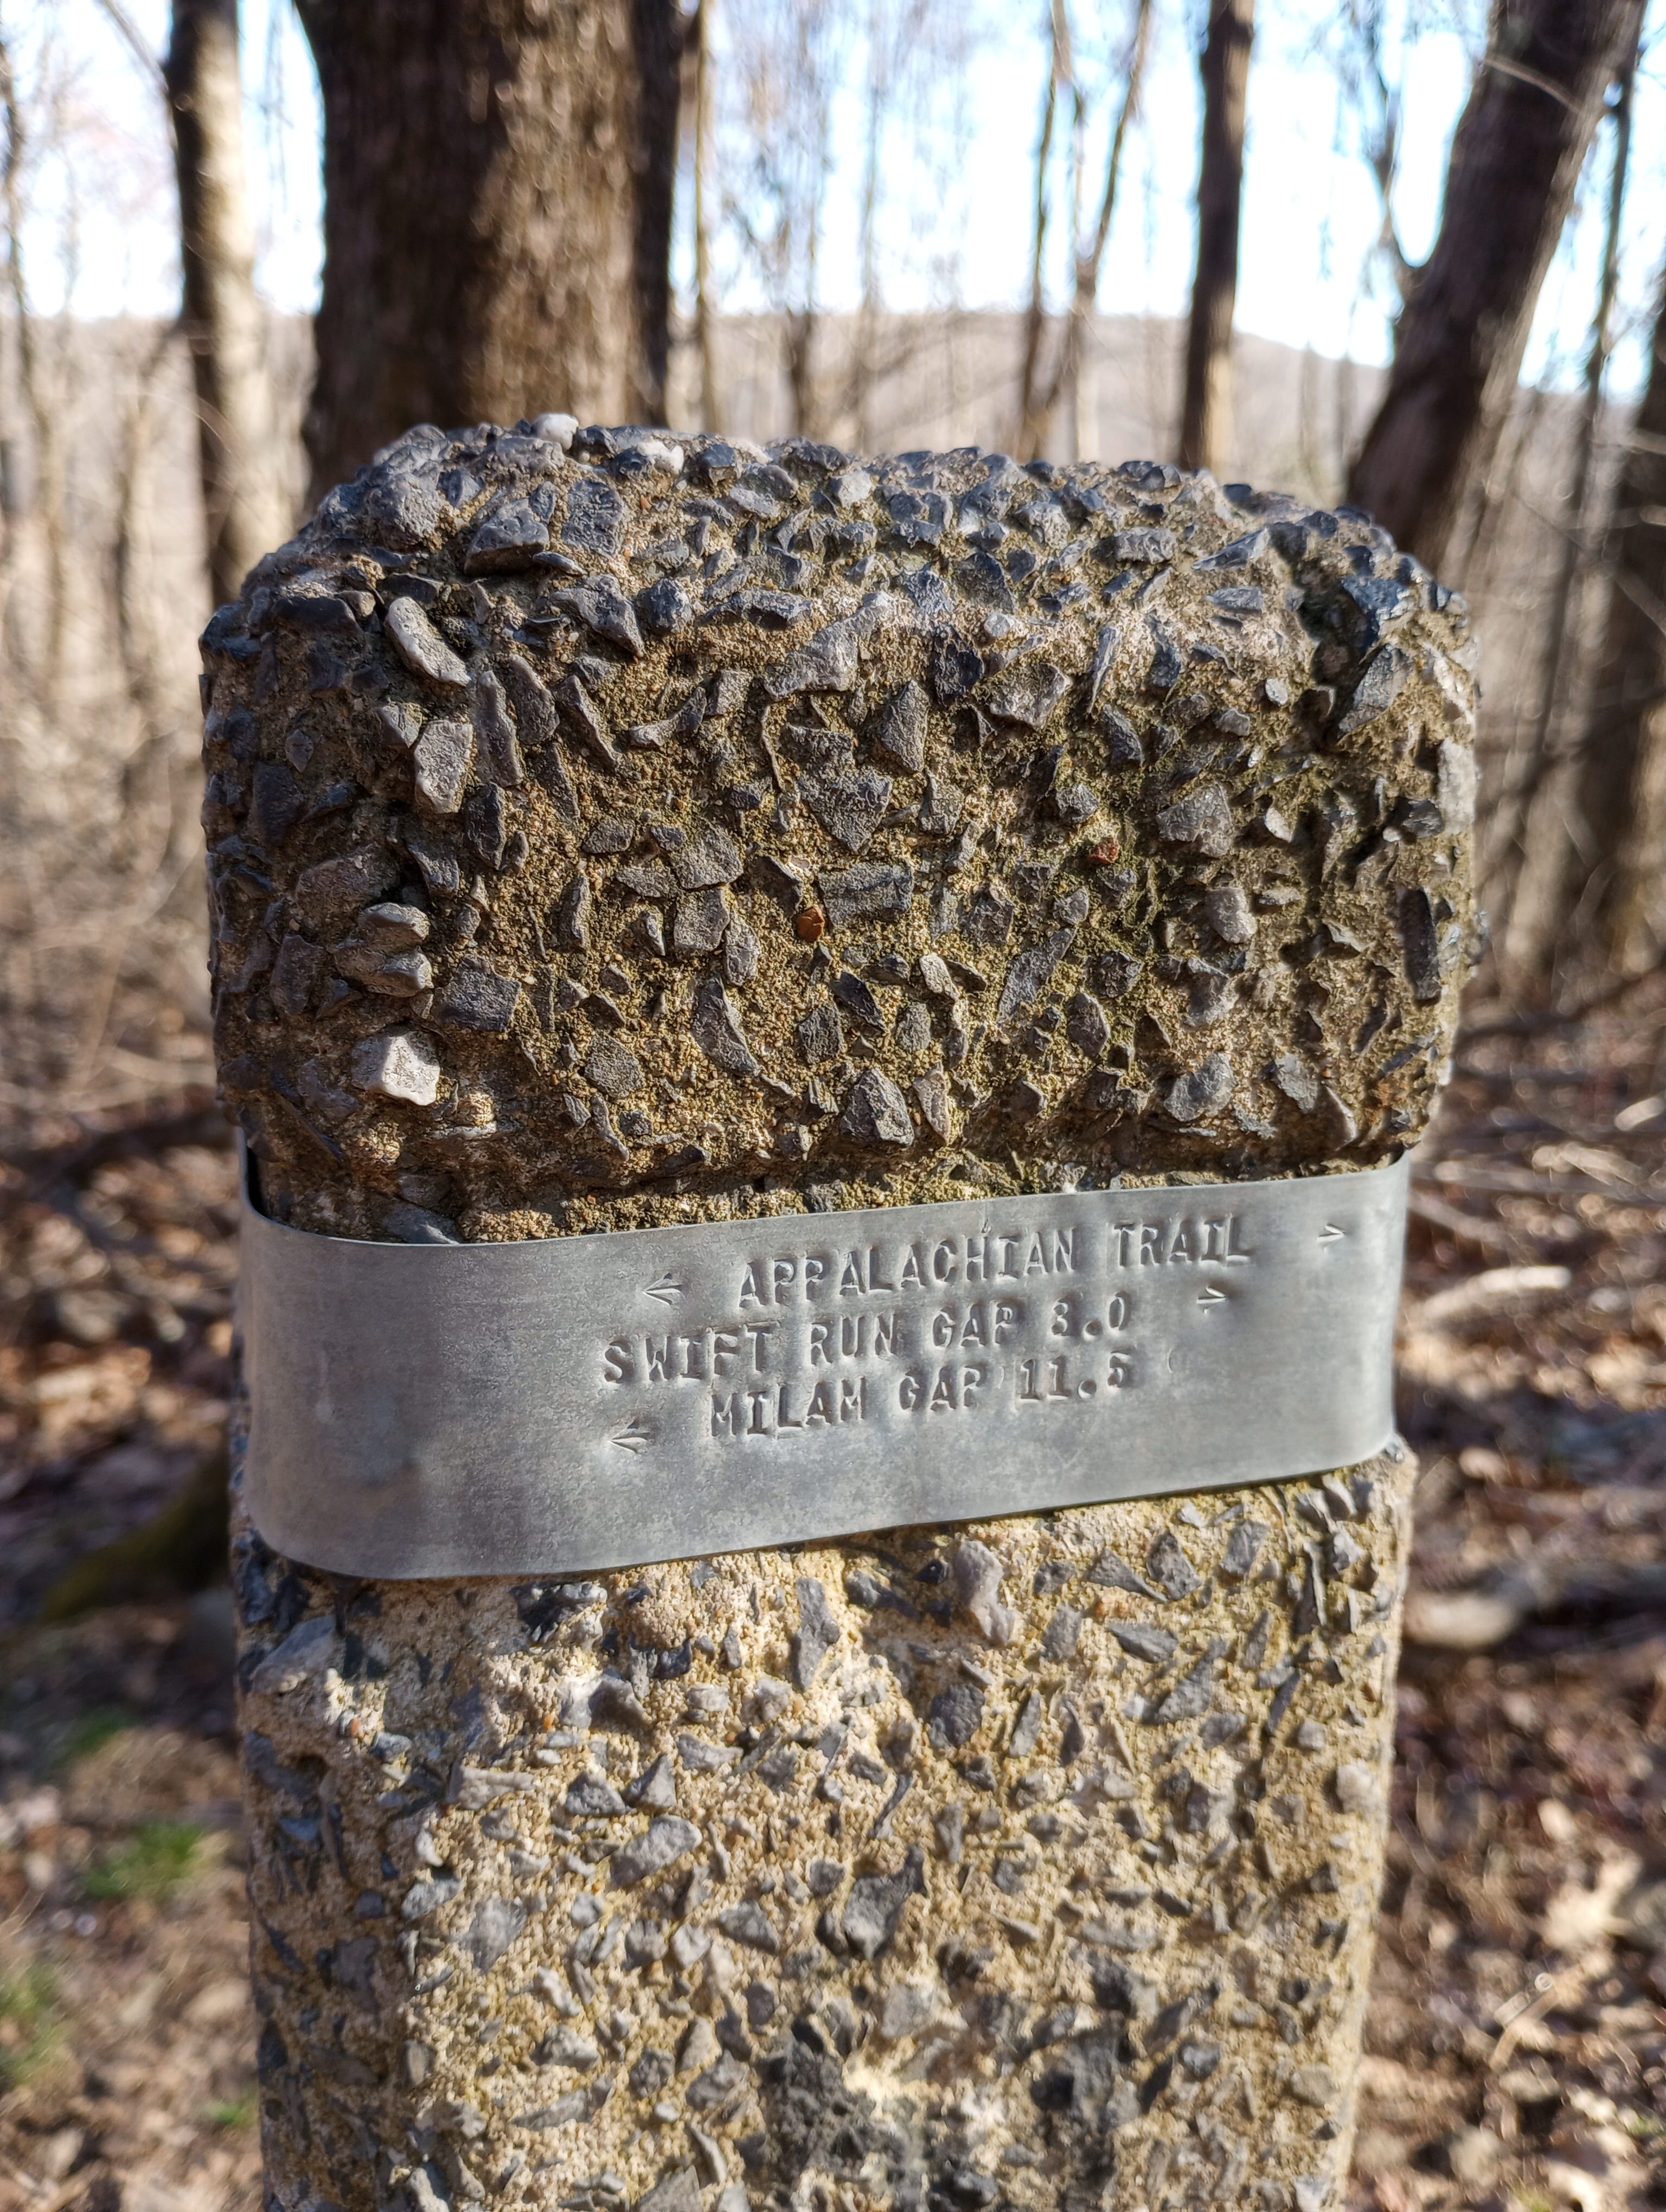 ← APPALACHIAN TRAIL →
SWIFT RUN GAP 3.0 →
← MILAM GAP 11.5